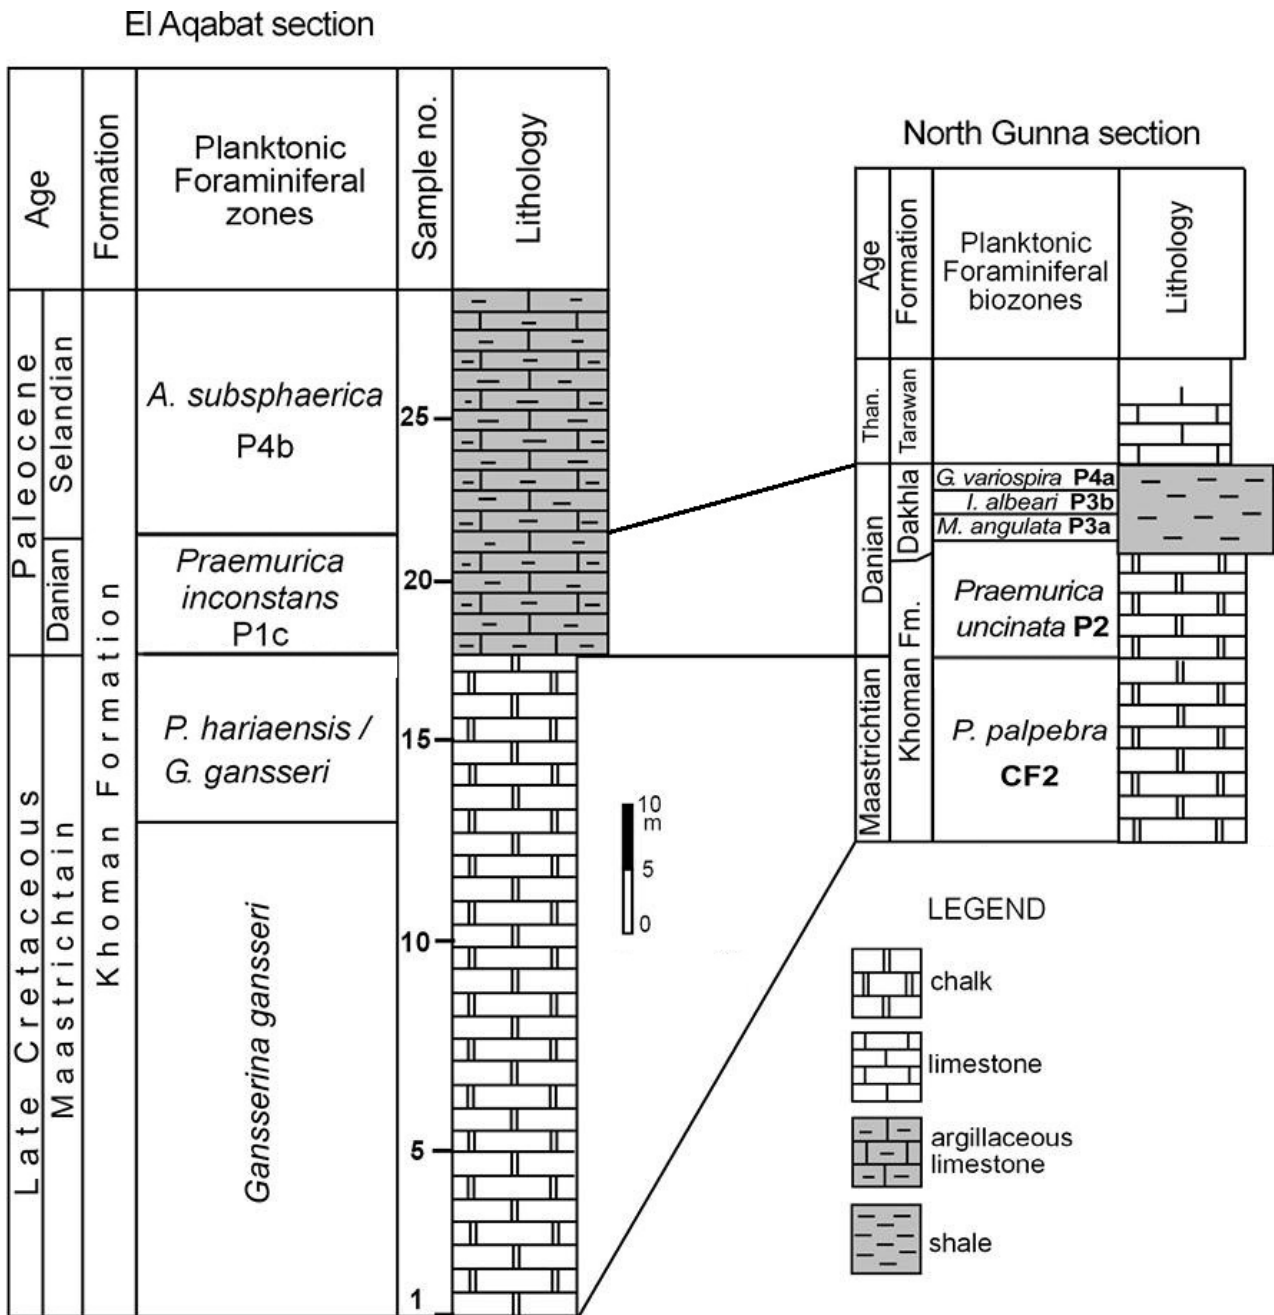 El Aqabat section
Age
Formation
Planktonic
Foraminiferal
zones
Sample no.
Lithology
Paleocene
Selandian
Danian
Late Cretaceous
Maastrichtain
Khoman Formation
A. subsphaerica
P4b
Praemurica
inconstans
P1c
P. hariaensis /
G. gansseri
Gansserina gansseri
25
20
15
10
5
1
10
m
5
0
North Gunna section
Age
Formation
Planktonic
Foraminiferal
biozones
Lithology
Than.
Tarawan
Danian
Dakhla
G. variospira P4a
I. albeari P3b
M. angulata P3a
Khoman Fm.
Praemurica
uncinata P2
Maastrichtian
P. palpebra
CF2
LEGEND
chalk
limestone
argillaceous
limestone
shale